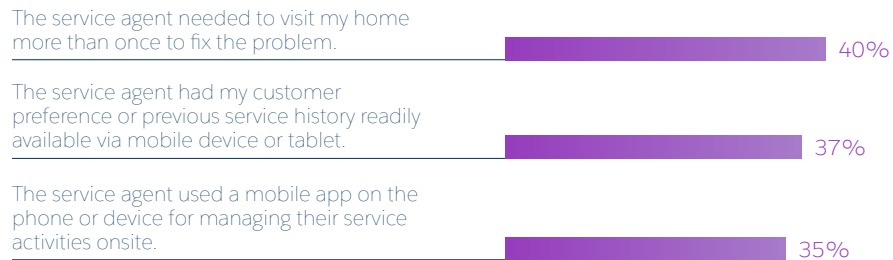 The service agent needed to visit my home
more than once to fix the problem.
40%
The service agent had my customer
preference or previous service history readily
available via mobile device or tablet.
37%
The service agent used a mobile app on the
phone or device for managing their service
activities onsite.
35%